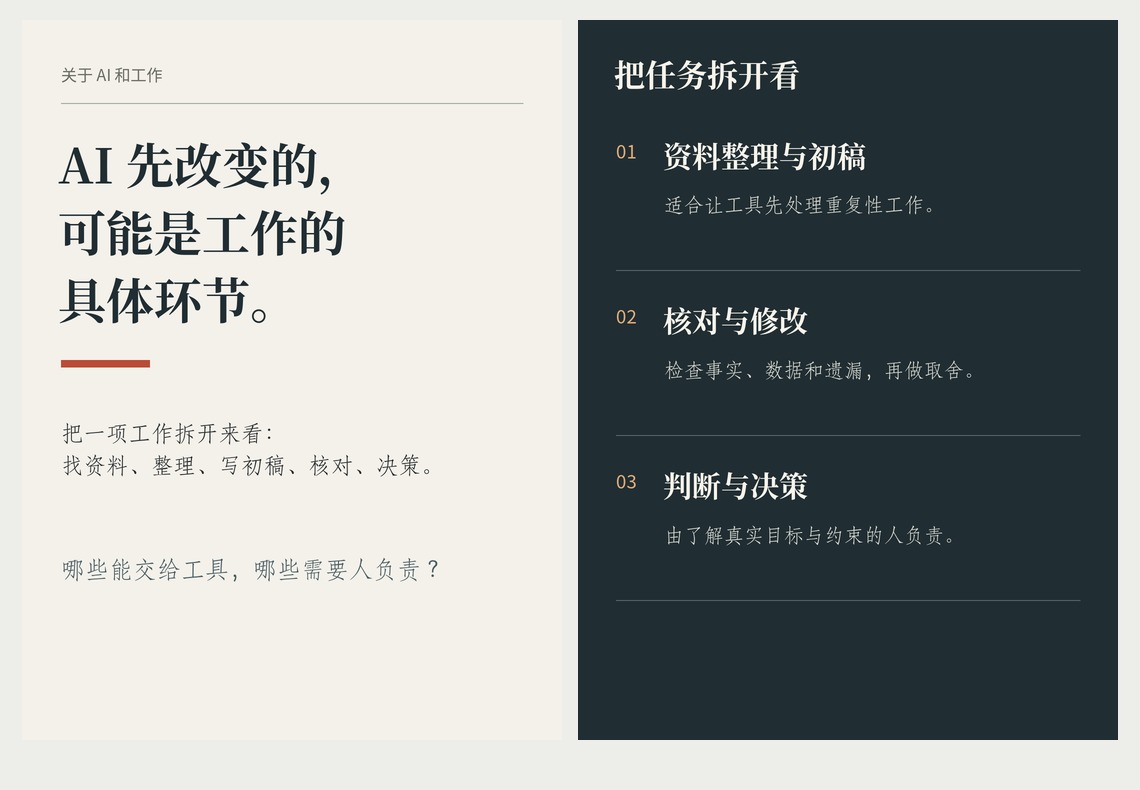 关于 AI 和工作
AI 先改变的，
可能是工作的
具体环节。
把一项工作拆开来看：
找资料、整理、写初稿、核对、决策。
哪些能交给工具，哪些需要人负责？
把任务拆开看
01 资料整理与初稿
适合让工具先处理重复性工作。
02 核对与修改
检查事实、数据和遗漏，再做取舍。
03 判断与决策
由了解真实目标与约束的人负责。